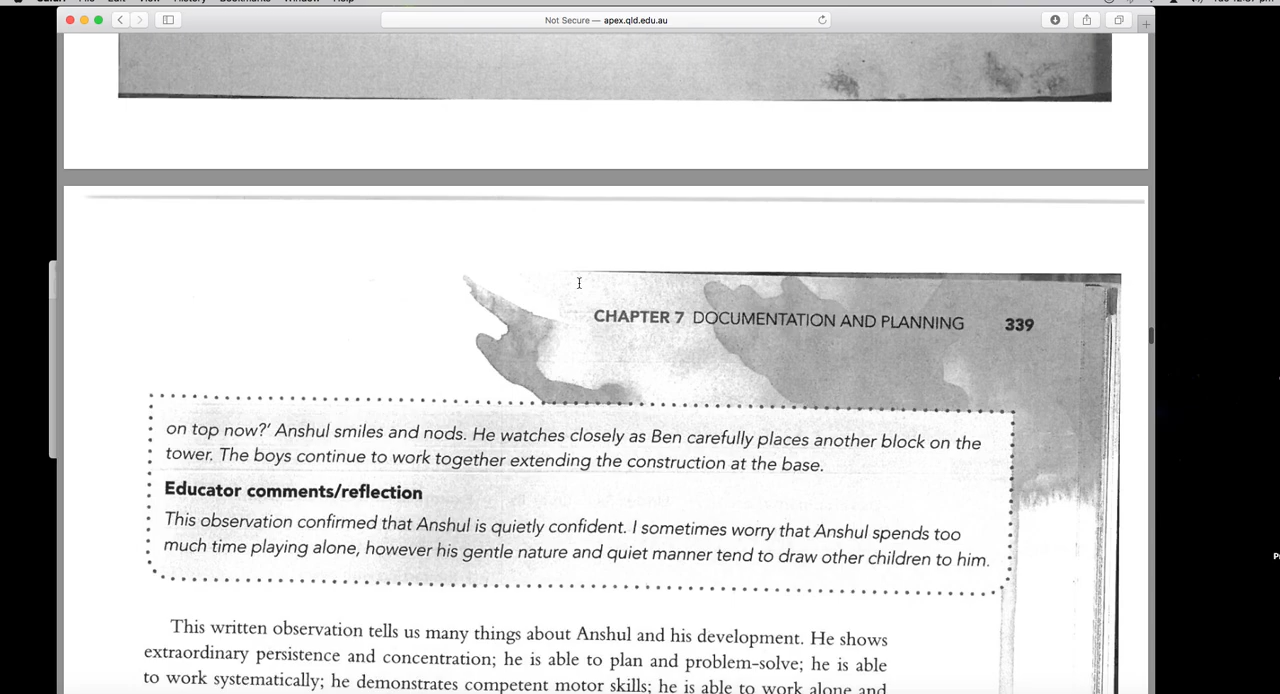 Not Secure — apex.qld.edu.au
CHAPTER 7 DOCUMENTATION AND PLANNING 339
on top now?' Anshul smiles and nods. He watches closely as Ben carefully places another block on the
tower. The boys continue to work together extending the construction at the base.
Educator comments/reflection
This observation confirmed that Anshul is quietly confident. I sometimes worry that Anshul spends too
much time playing alone, however his gentle nature and quiet manner tend to draw other children to him.
This written observation tells us many things about Anshul and his development. He shows
extraordinary persistence and concentration; he is able to plan and problem-solve; he is able
to work systematically; he demonstrates competent motor skills; he is able to work alone and